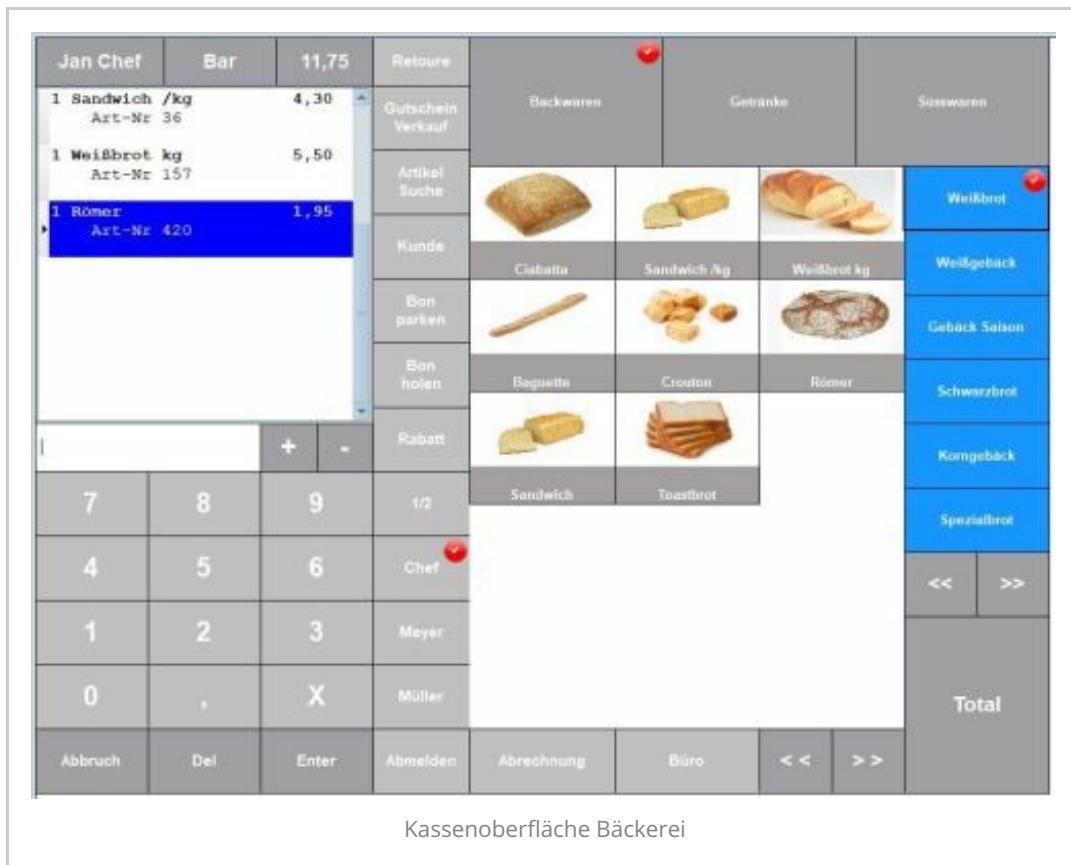 Jan Chef Bar 11,75
1 Sandwich /kg 4,30
Art-Nr 36
1 Weißbrot kg 5,50
Art-Nr 157
1 Römer 1,95
Art-Nr 420
+ -
7 8 9
4 5 6
1 2 3
0 , X
Abbruch Del Enter
Retoure
Gutschein
Verkauf
Artikel
Suche
Kunde
Bon
parken
Bon
holen
Rabatt
1/2
Chef
Meyer
Müller
Abmelden
Backwaren Getränke Süsswaren
Ciabatta Sandwich /kg Weißbrot kg
Baguette Crouton Römer
Sandwich Toastbrot
Abrechnung Büro << >>
Weißbrot
Weißgebäck
Gebäck Saison
Schwarzbrot
Korngebäck
Spezialbrot
<< >>
Total
Kassenoberfläche Bäckerei